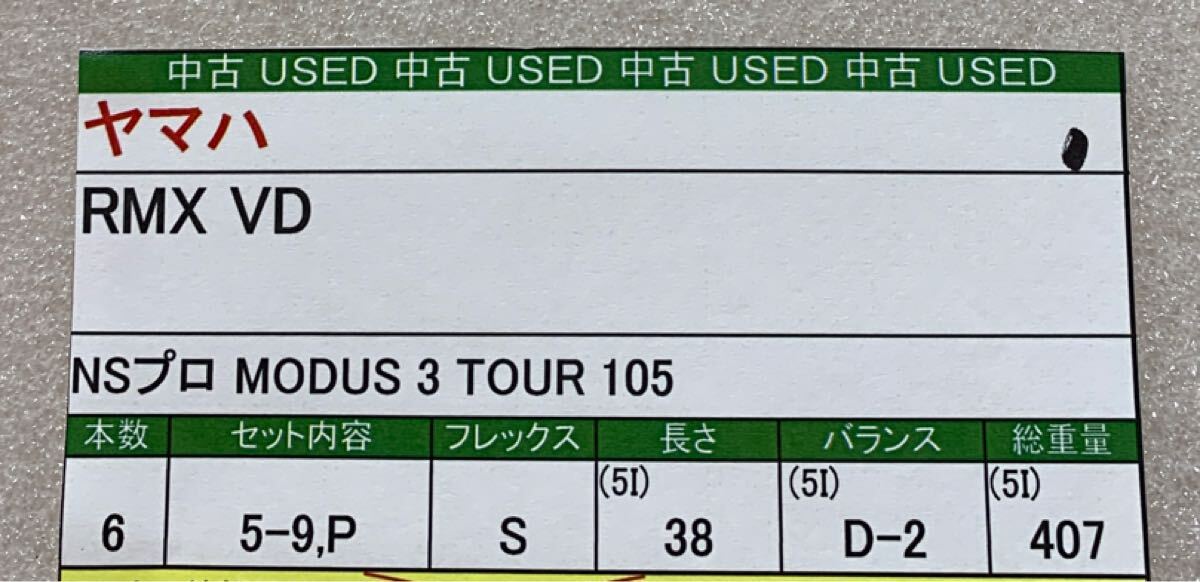 中古 USED 中古 USED 中古 USED 中古 USED
ヤマハ
RMX VD
NSプロ MODUS 3 TOUR 105
本数 セット内容 フレックス 長さ バランス 総重量
(5I) (5I) (5I)
6 5-9,P S 38 D-2 407